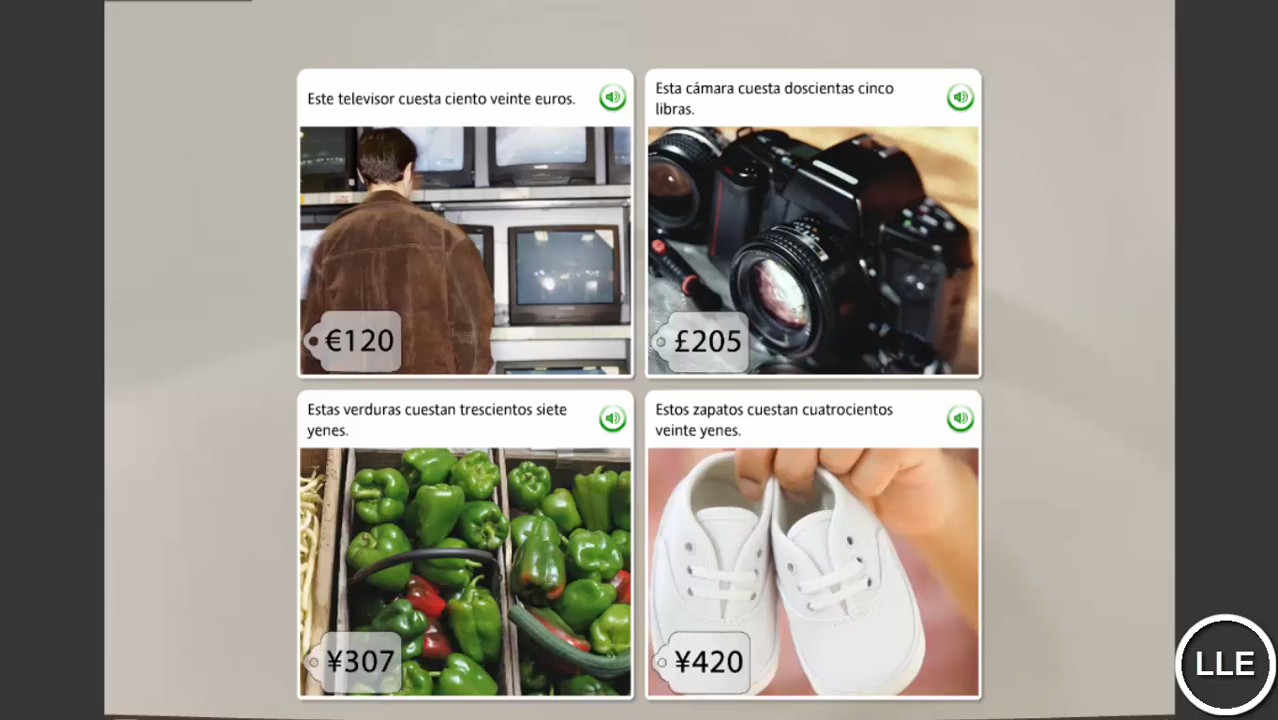 Este televisor cuesta ciento veinte euros.
€120
Esta cámara cuesta doscientas cinco
libras.
£205
Estas verduras cuestan trescientos siete
yenes.
¥307
Estos zapatos cuestan cuatrocientos
veinte yenes.
¥420
LLE